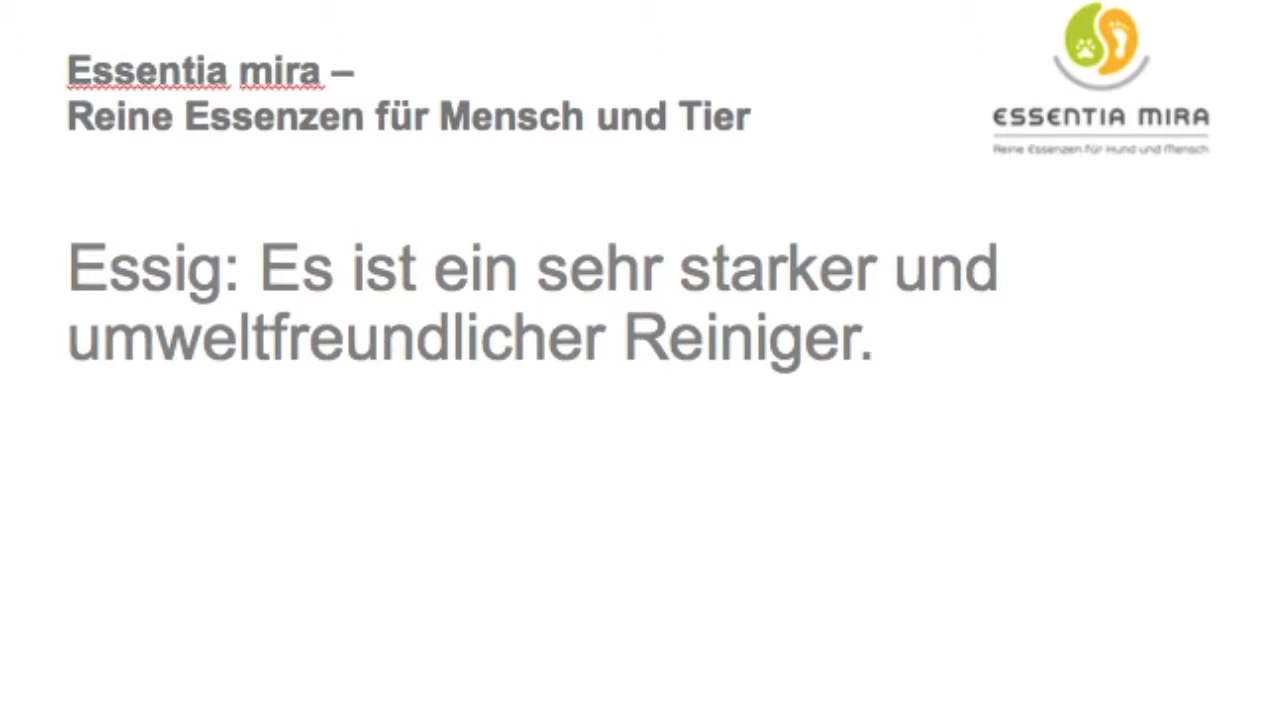 Essentia mira –
Reine Essenzen für Mensch und Tier
ESSENTIA MIRA
Reine Essenzen für Hund und Mensch
Essig: Es ist ein sehr starker und
umweltfreundlicher Reiniger.